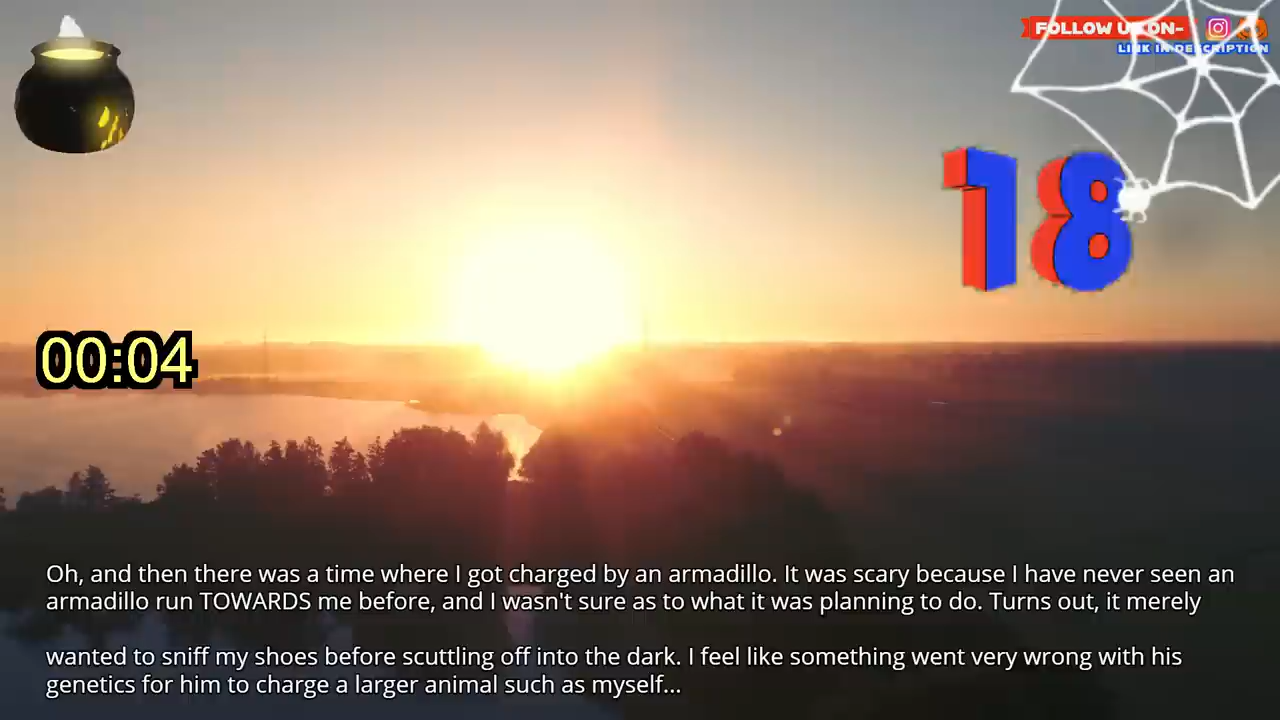 FOLLOW US ON-
LINK IN DESCRIPTION
18
00:04
Oh, and then there was a time where I got charged by an armadillo. It was scary because I have never seen an
armadillo run TOWARDS me before, and I wasn't sure as to what it was planning to do. Turns out, it merely
wanted to sniff my shoes before scuttling off into the dark. I feel like something went very wrong with his
genetics for him to charge a larger animal such as myself...